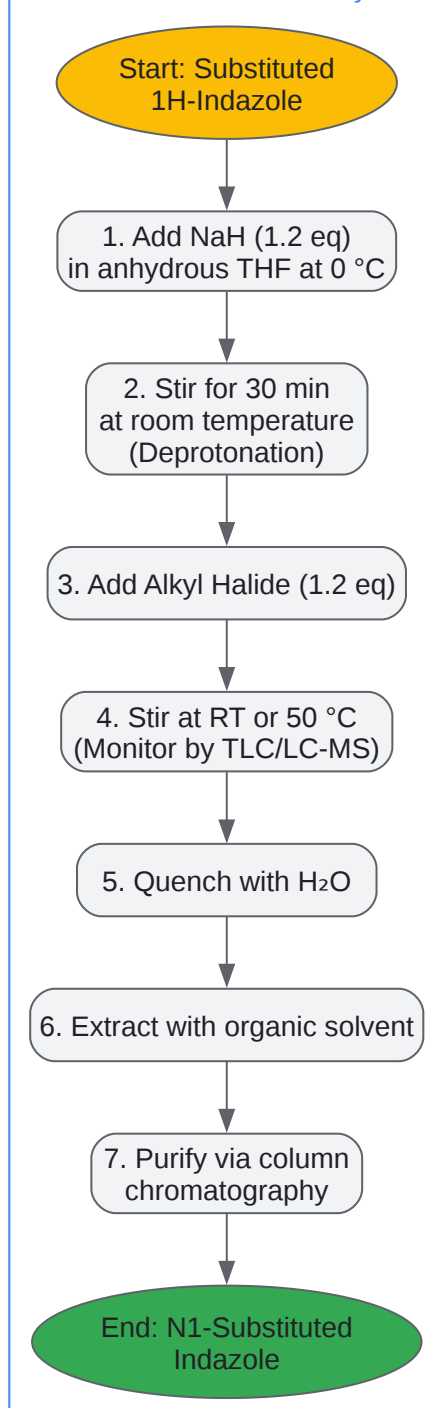 Start: Substituted
1H-Indazole
1. Add NaH (1.2 eq)
in anhydrous THF at 0 °C
2. Stir for 30 min
at room temperature
(Deprotonation)
3. Add Alkyl Halide (1.2 eq)
4. Stir at RT or 50 °C
(Monitor by TLC/LC-MS)
5. Quench with H₂O
6. Extract with organic solvent
7. Purify via column
chromatography
End: N1-Substituted
Indazole